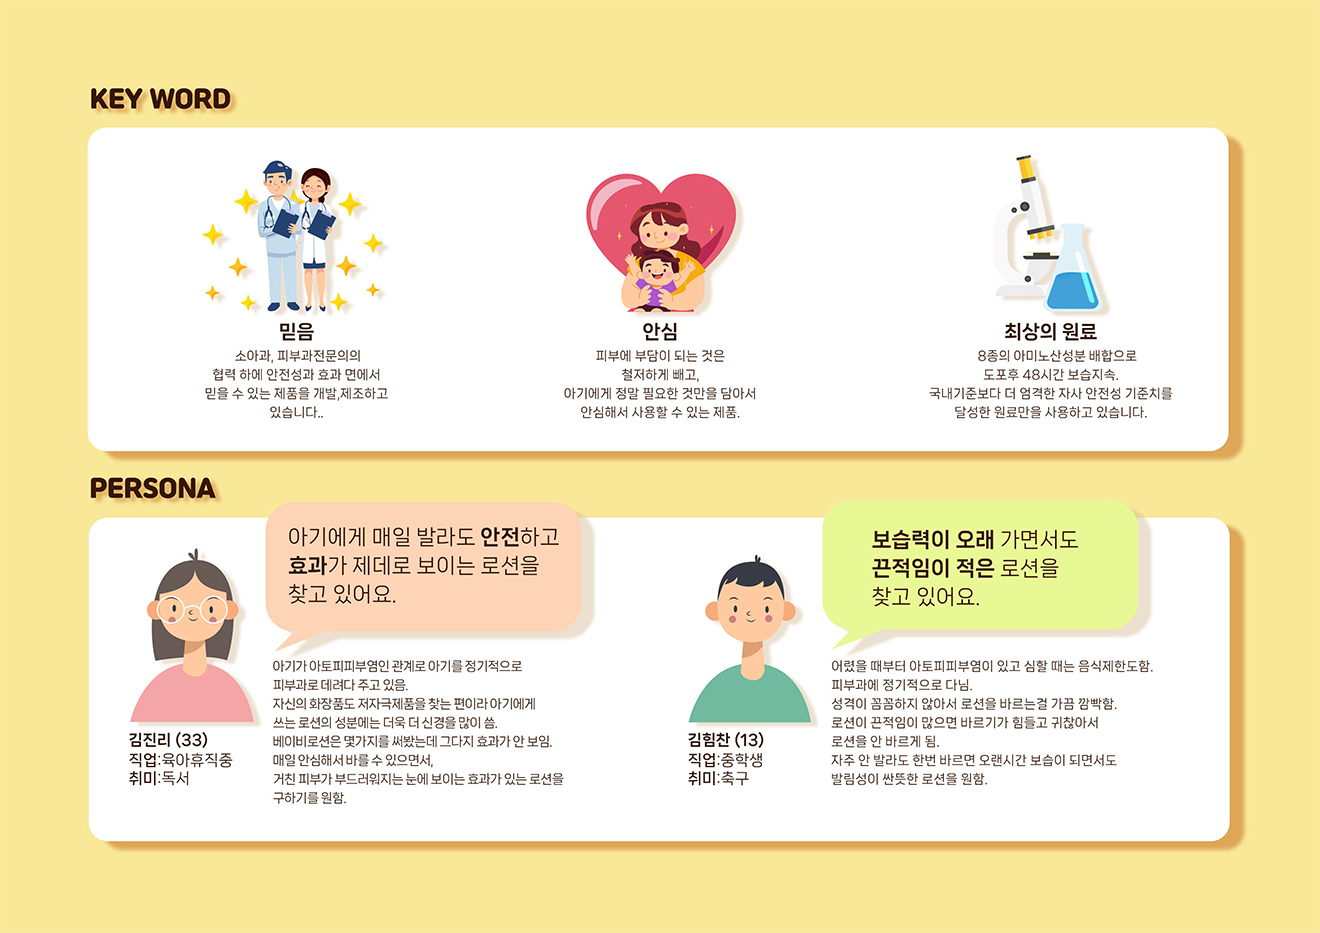 KEY WORD
믿음
소아과, 피부과전문의의
협력 하에 안전성과 효과 면에서
믿을 수 있는 제품을 개발,제조하고
있습니다..
안심
피부에 부담이 되는 것은
철저하게 빼고,
아기에게 정말 필요한 것만을 담아서
안심해서 사용할 수 있는 제품.
최상의 원료
8종의 아미노산성분 배합으로
도포후 48시간 보습지속.
국내기준보다 더 엄격한 자사 안전성 기준치를
달성한 원료만을 사용하고 있습니다.
PERSONA
아기에게 매일 발라도 안전하고
효과가 제데로 보이는 로션을
찾고 있어요.
아기가 아토피피부염인 관계로 아기를 정기적으로
피부과로 데려다 주고 있음.
자신의 화장품도 저자극제품을 찾는 편이라 아기에게
쓰는 로션의 성분에는 더욱 더 신경을 많이 씀.
베이비로션은 몇가지를 써봤는데 그다지 효과가 안 보임.
매일 안심해서 바를 수 있으면서,
거친 피부가 부드러워지는 눈에 보이는 효과가 있는 로션을
구하기를 원함.
김진리 (33)
직업:육아휴직중
취미:독서
보습력이 오래 가면서도
끈적임이 적은 로션을
찾고 있어요.
어렸을 때부터 아토피피부염이 있고 심할 때는 음식제한도함.
피부과에 정기적으로 다님.
성격이 꼼꼼하지 않아서 로션을 바르는걸 가끔 깜빡함.
로션이 끈적임이 많으면 바르기가 힘들고 귀찮아서
로션을 안 바르게 됨.
자주 안 발라도 한번 바르면 오랜시간 보습이 되면서도
발림성이 싼뜻한 로션을 원함.
김힘찬 (13)
직업:중학생
취미:축구